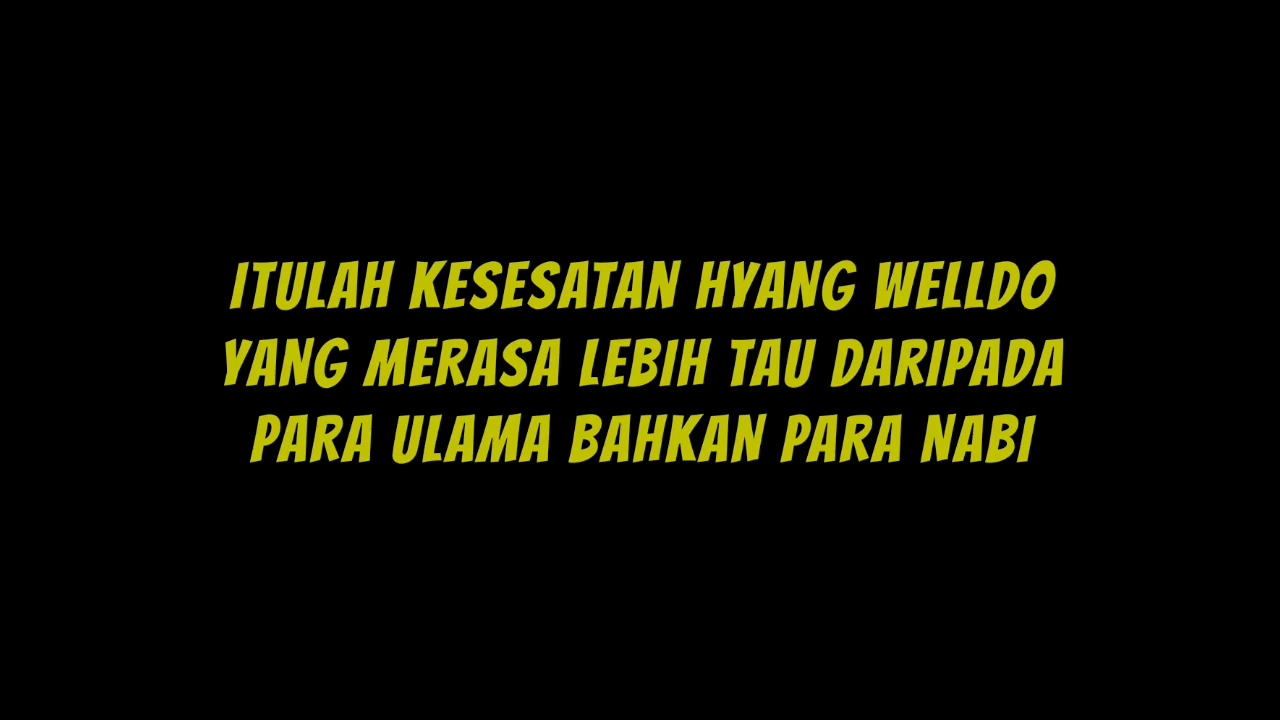 ITULAH KESESATAN HYANG WELLDO
YANG MERASA LEBIH TAU DARIPADA
PARA ULAMA BAHKAN PARA NABI